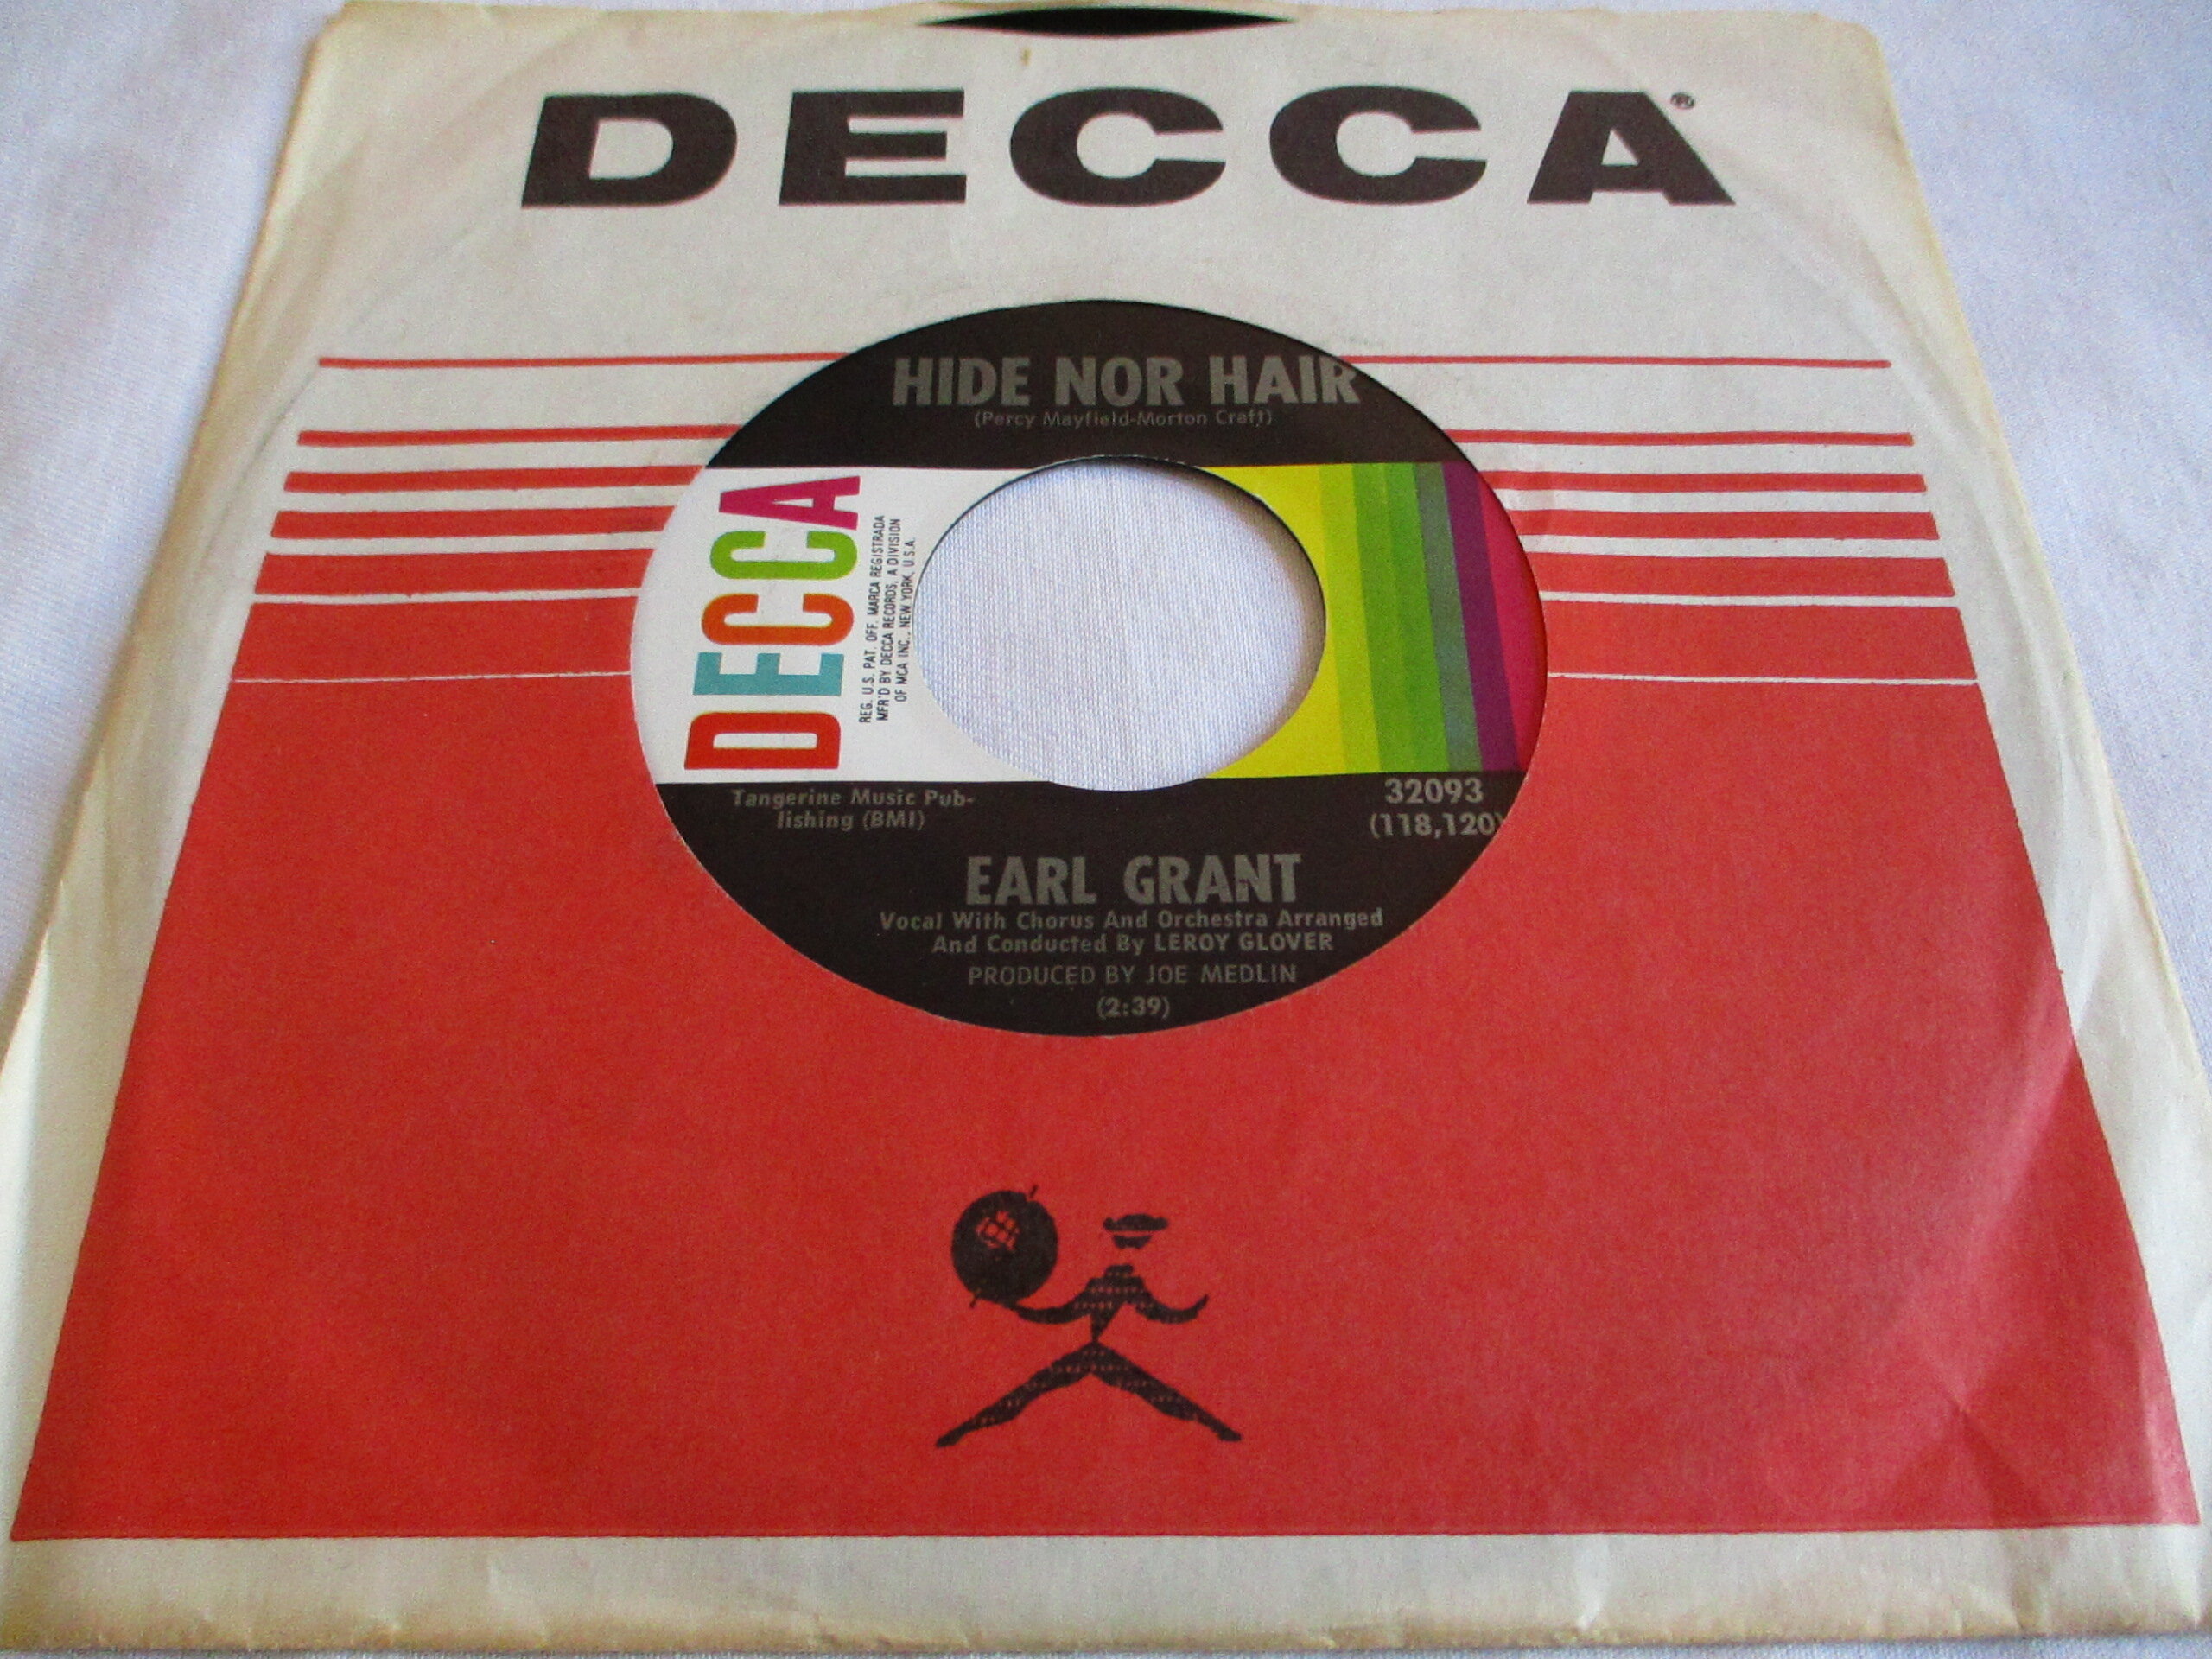 DECCA®
HIDE NOR HAIR
(Percy Mayfield-Morton Craft)
DECCA
REG. U.S. PAT. OFF. MARCA REGISTRADA
MFR'D BY DECCA RECORDS, A DIVISION
OF MCA INC., NEW YORK, U.S.A.
Tangerine Music Pub-
lishing (BMI)
32093
(118,120)
EARL GRANT
Vocal With Chorus And Orchestra Arranged
And Conducted By LEROY GLOVER
PRODUCED BY JOE MEDLIN
(2:39)